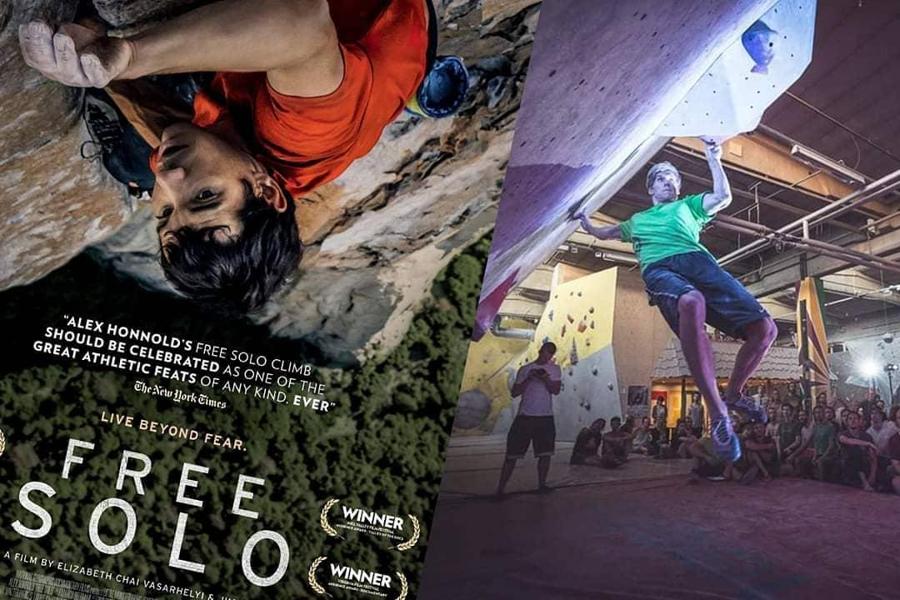 "ALEX HONNOLD'S FREE SOLO CLIMB
SHOULD BE CELEBRATED AS ONE OF THE
GREAT ATHLETIC FEATS OF ANY KIND. EVER"
The New York Times
LIVE BEYOND FEAR.
FREE
SOLO
WINNER
WINNER
A FILM BY ELIZABETH CHAI VASARHELYI &